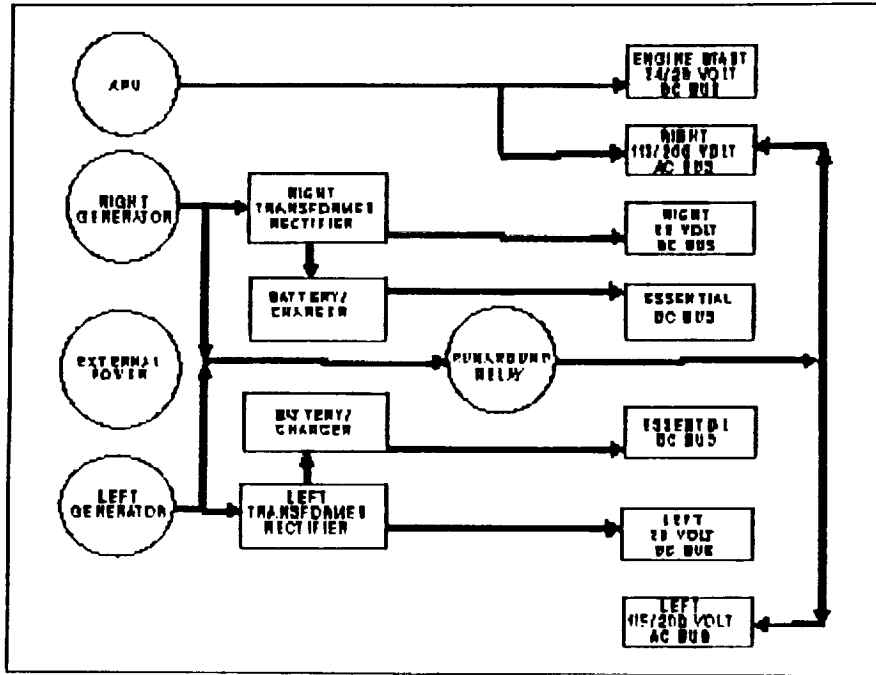 APU
ENGINE START
24/28 VOLT
DC BUS
RIGHT
115/200 VOLT
AC BUS
RIGHT
GENERATOR
RIGHT
TRANSFORMER
RECTIFIER
RIGHT
28 VOLT
DC BUS
BATTERY/
CHARGER
ESSENTIAL
DC BUS
EXTERNAL
POWER
RUNAROUND
RELAY
BATTERY/
CHARGER
ESSENTIAL
DC BUS
LEFT
GENERATOR
LEFT
TRANSFORMER
RECTIFIER
LEFT
28 VOLT
DC BUS
LEFT
115/200 VOLT
AC BUS